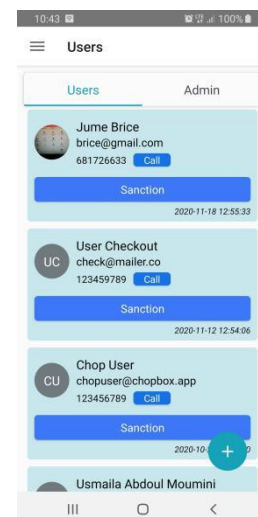 10:43 100%
Users
Users Admin
Jume Brice
brice@gmail.com
681726633 Call
Sanction
2020-11-18 12:55:33
UC
User Checkout
check@mailer.co
123459789 Call
Sanction
2020-11-12 12:54:06
CU
Chop User
chopuser@chopbox.app
123456789 Call
Sanction
2020-10-
+
Usmaila Abdoul Moumini